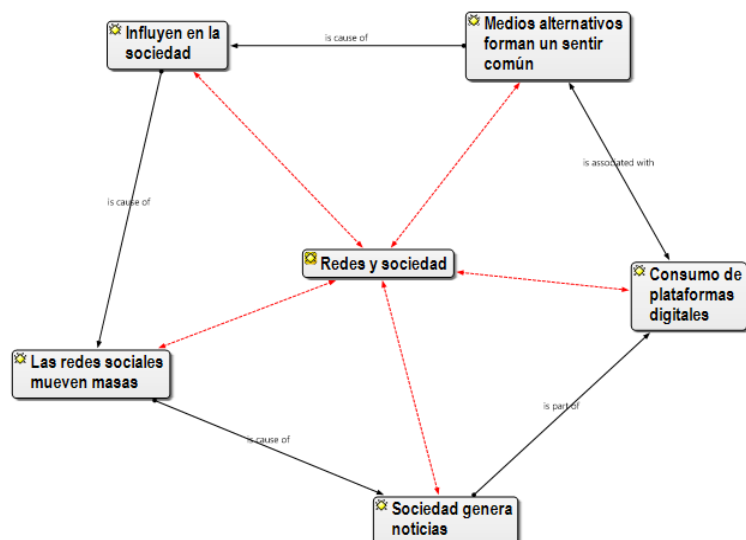 Influyen en la
sociedad
is cause of
Medios alternativos
forman un sentir
común
is associated with
is cause of
Redes y sociedad
Consumo de
plataformas
digitales
Las redes sociales
mueven masas
is part of
is cause of
Sociedad genera
noticias